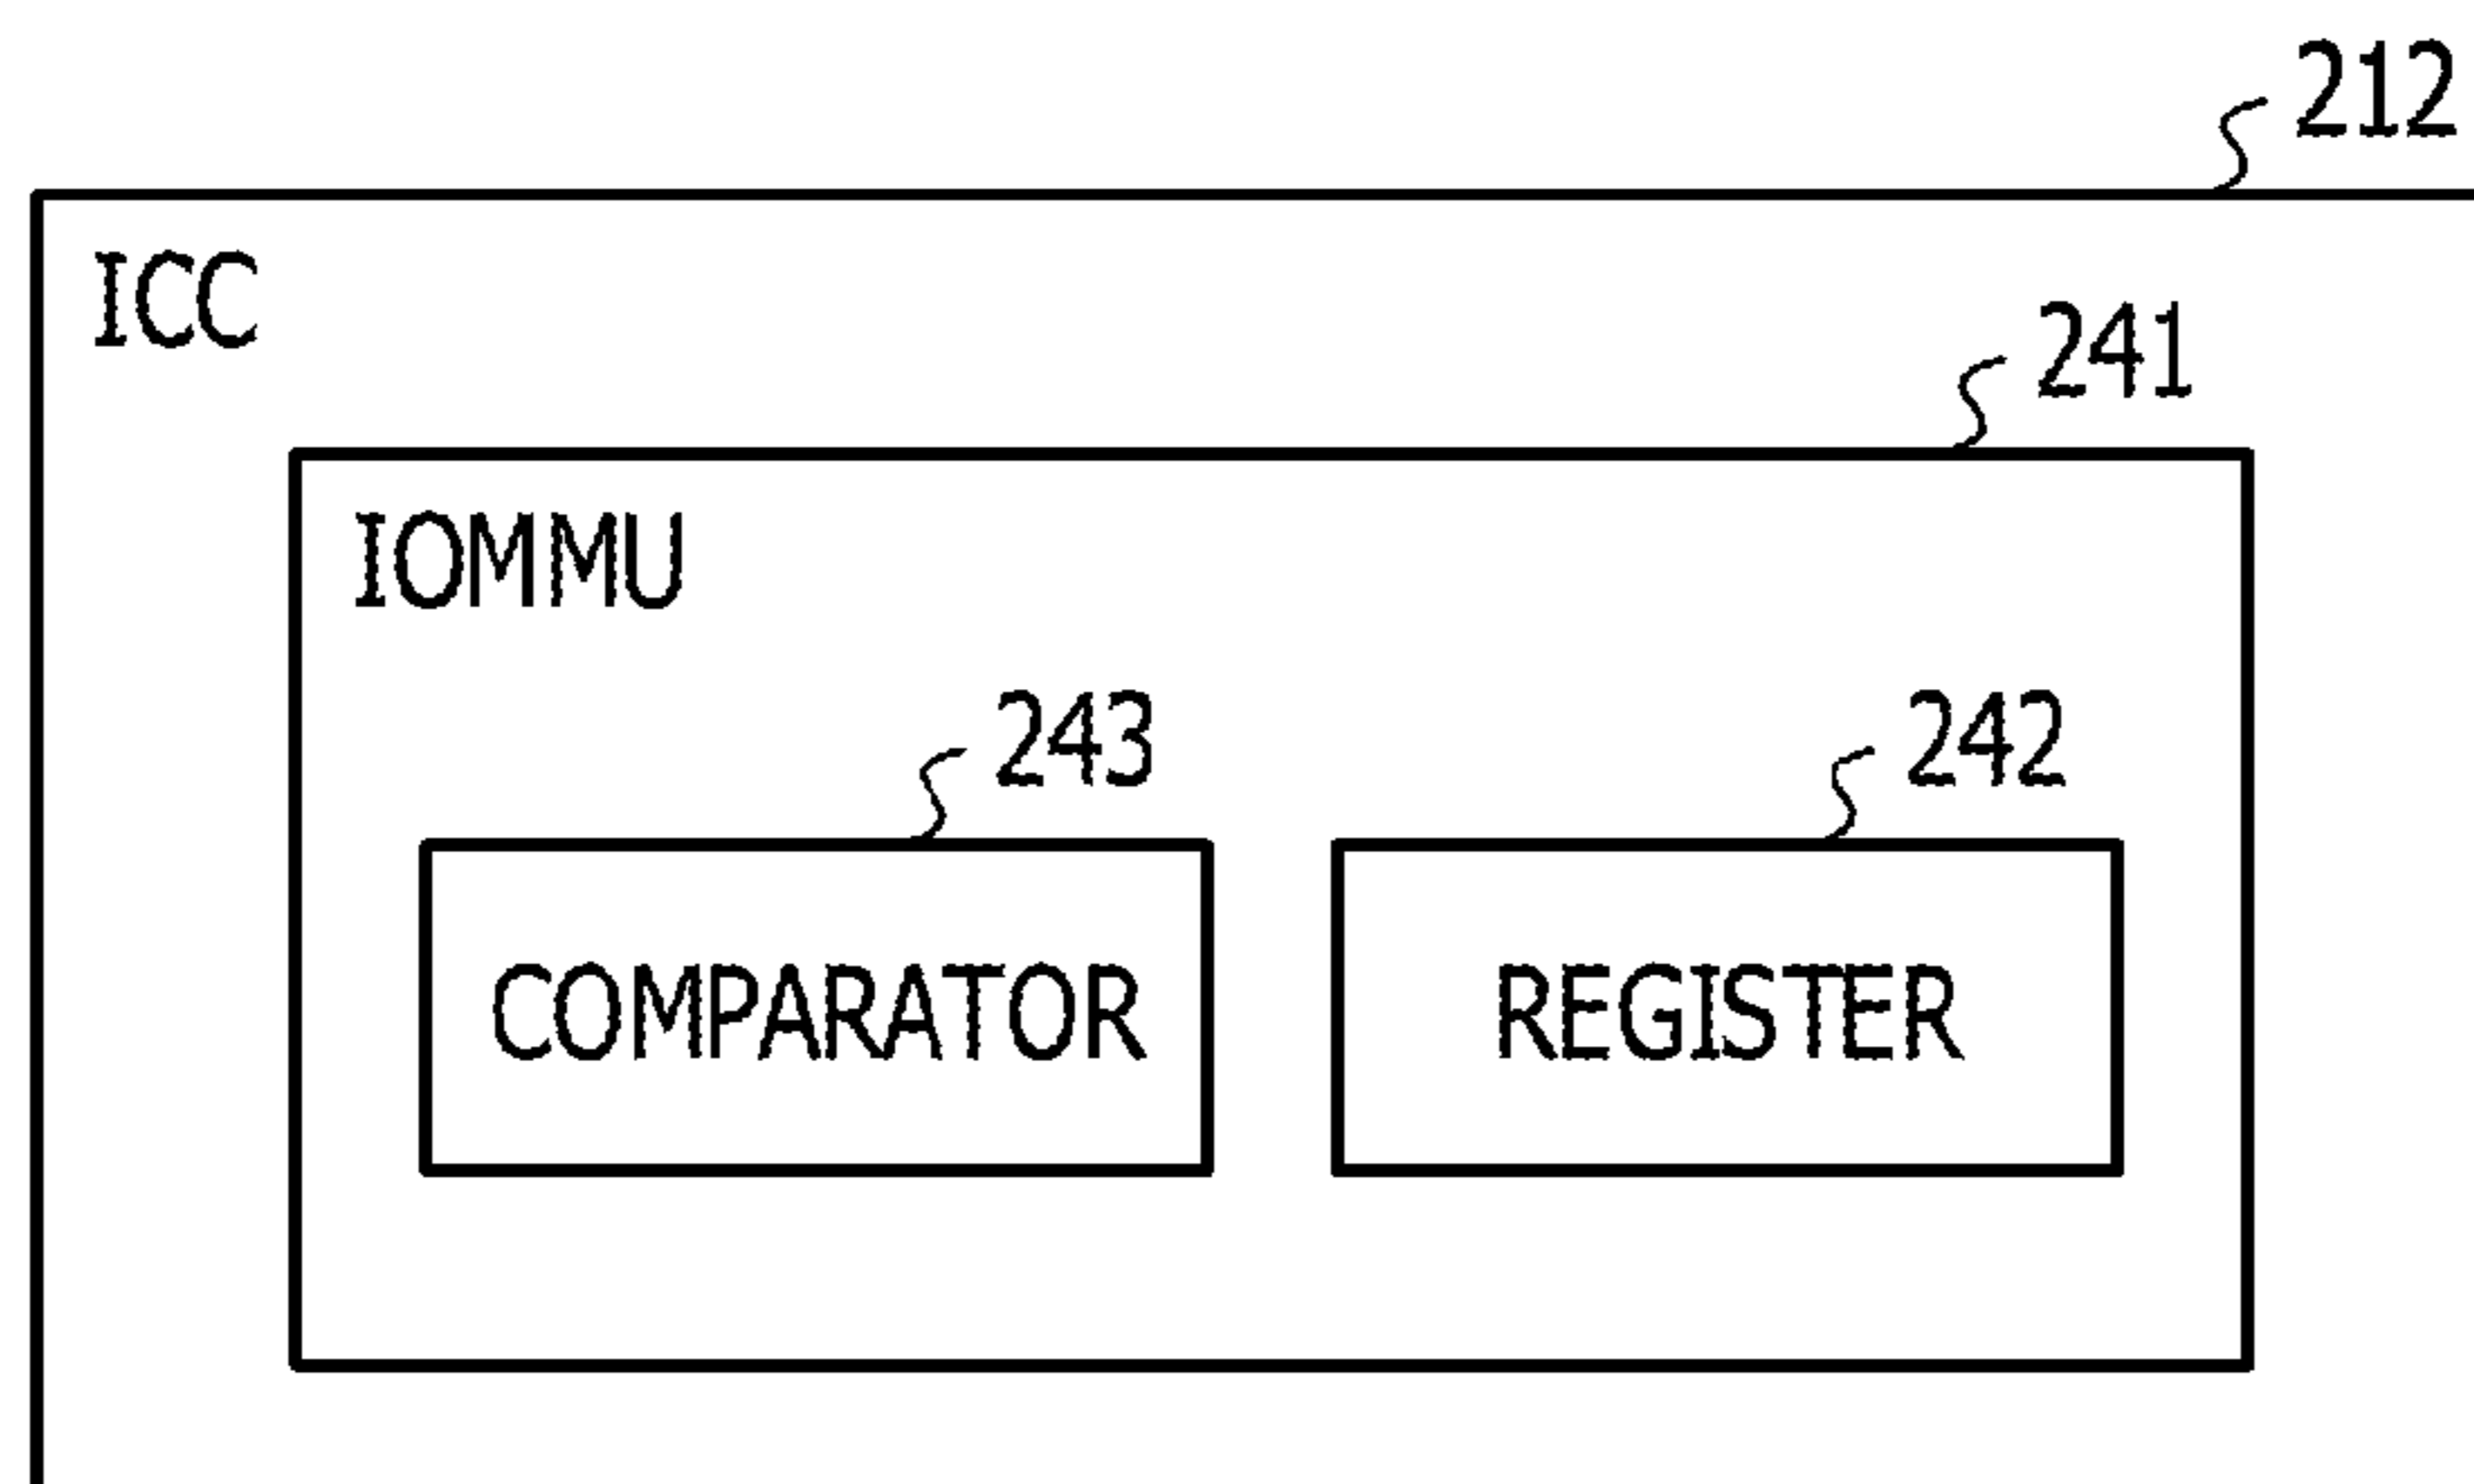 212
ICC
241
IOMMU
243
242
COMPARATOR
REGISTER